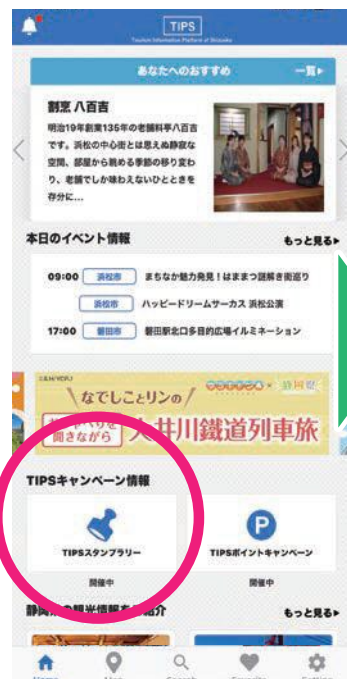 TIPS
Tourism Information Platform of Shizuoka
あなたへのおすすめ
一覧▶
割烹 八百吉
明治19年創業135年の老舗料亭八百吉
です。浜松の中心街とは思えぬ静寂な
空間、部屋から眺める季節の移り変わ
り、老舗でしか味わえないひとときを
存分に...
本日のイベント情報
もっと見る▶
09:00 浜松市 まちなか魅力発見！はままつ謎解き街巡り
浜松市 ハッピードリームサーカス 浜松公演
17:00 磐田市 磐田駅北口多目的広場イルミネーション
なでしことリンの
聞きながら
大井川鐵道列車旅
TIPSキャンペーン情報
TIPSスタンプラリー
開催中
P
TIPSポイントキャンペーン
開催中
もっと見る▶
Home
Map
Search
Favorite
Setting